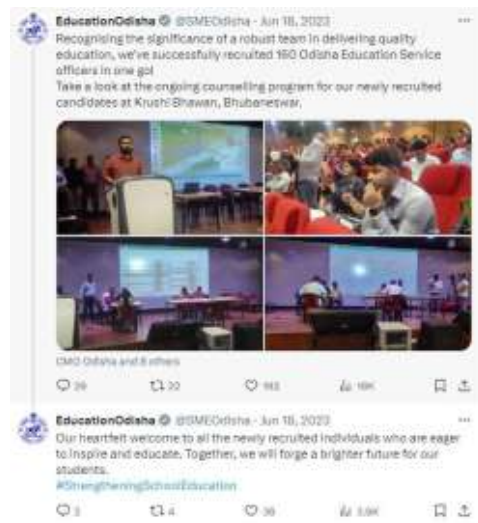 EducationOdisha @SMEOdisha · Jun 18, 2023
Recognising the significance of a robust team in delivering quality
education, we've successfully recruited 160 Odisha Education Service
officers in one go!
Take a look at the ongoing counselling program for our newly recruited
candidates at Krushi Bhawan, Bhubaneswar.
CMO Odisha and 8 others
EducationOdisha @SMEOdisha · Jun 18, 2023
Our heartfelt welcome to all the newly recruited individuals who are eager
to inspire and educate. Together, we will forge a brighter future for our
students.
#StrengtheningSchoolEducation
3 4